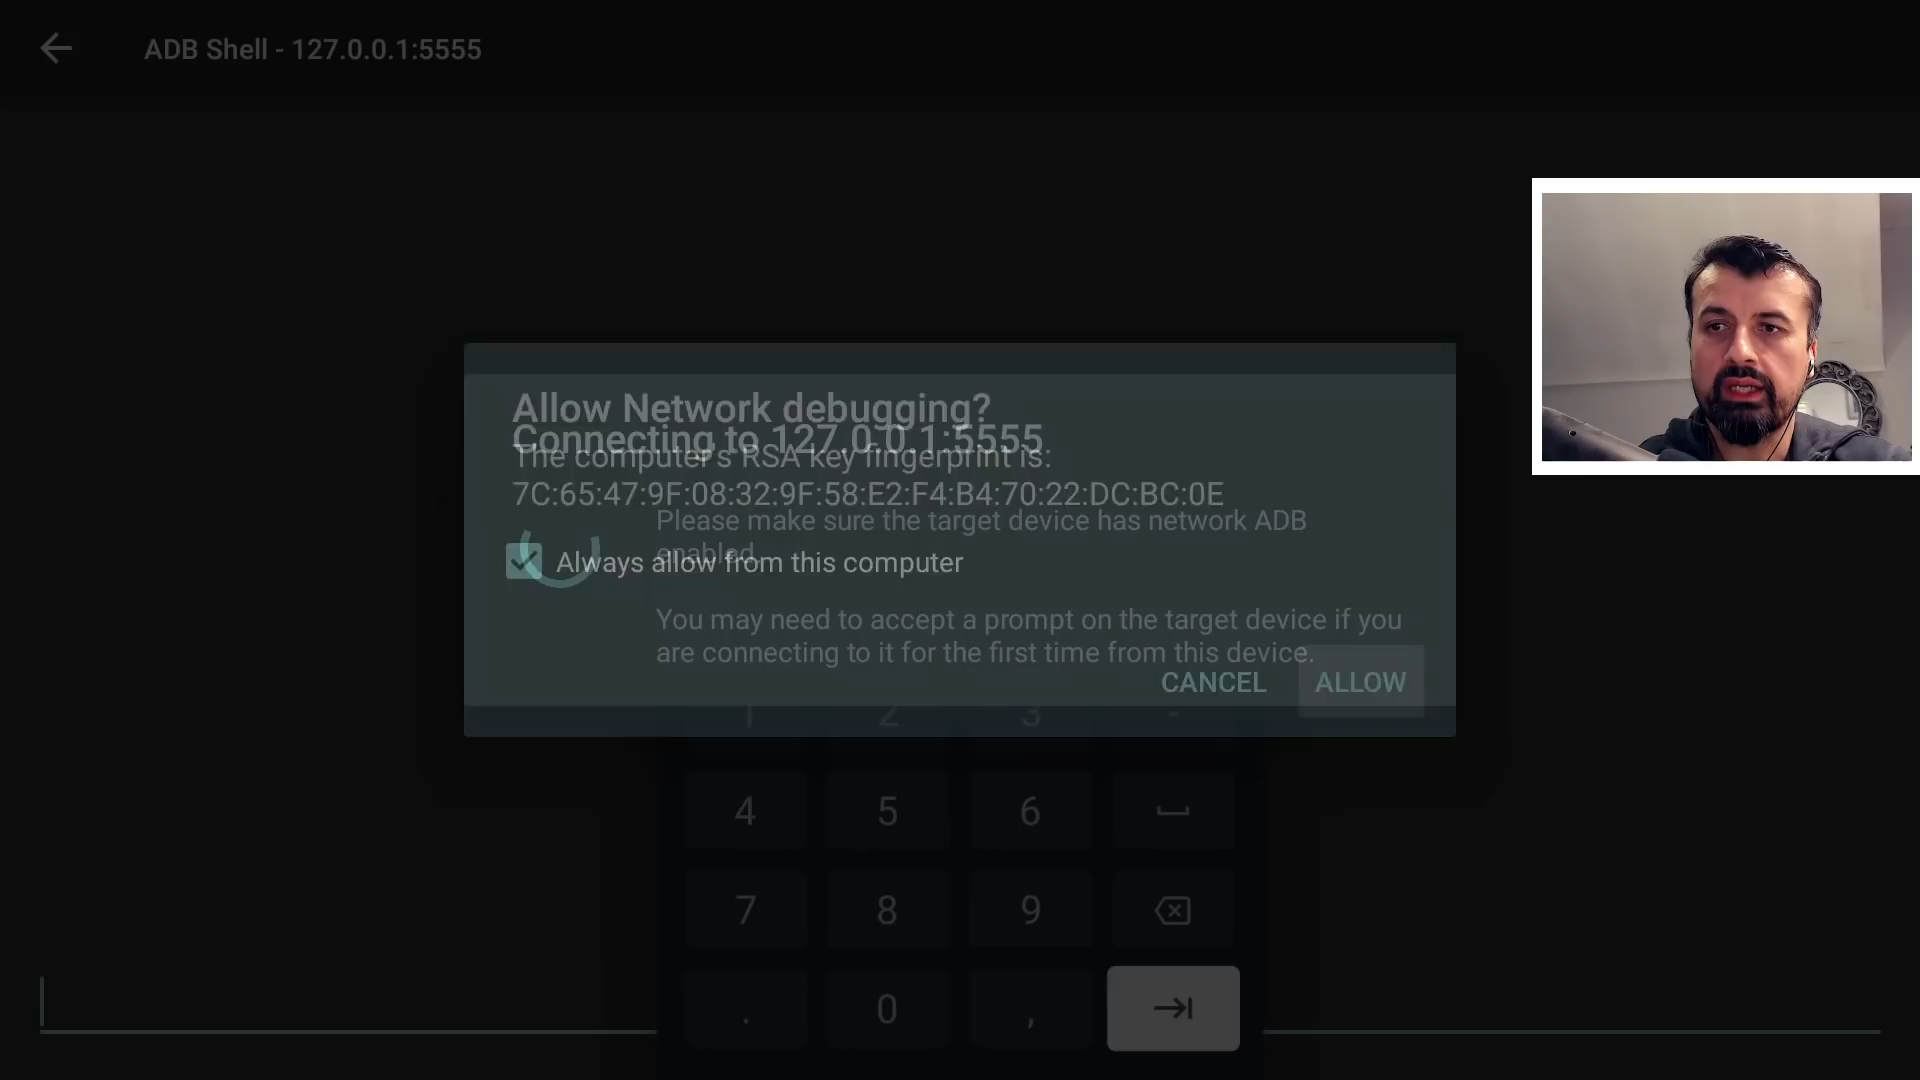 ADB Shell - 127.0.0.1:5555
Allow Network debugging?
Connecting to 127.0.0.1:5555
The computer's RSA key fingerprint is:
7C:65:47:9F:08:32:9F:58:E2:F4:B4:70:22:DC:BC:0E
Please make sure the target device has network ADB
enabled.
Always allow from this computer
You may need to accept a prompt on the target device if you
are connecting to it for the first time from this device.
CANCEL ALLOW
1 2 3 -
4 5 6
7 8 9
. 0 ,